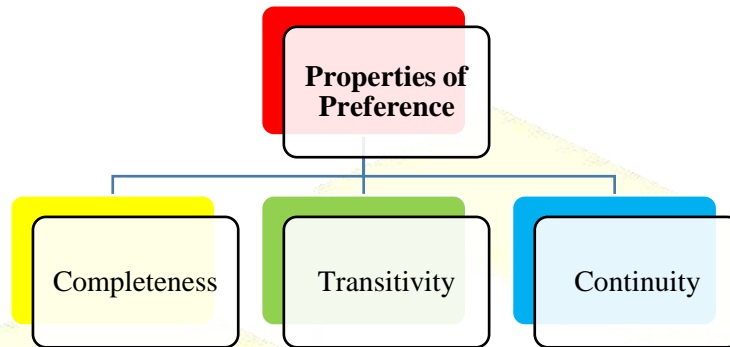 Properties of
Preference
Completeness
Transitivity
Continuity